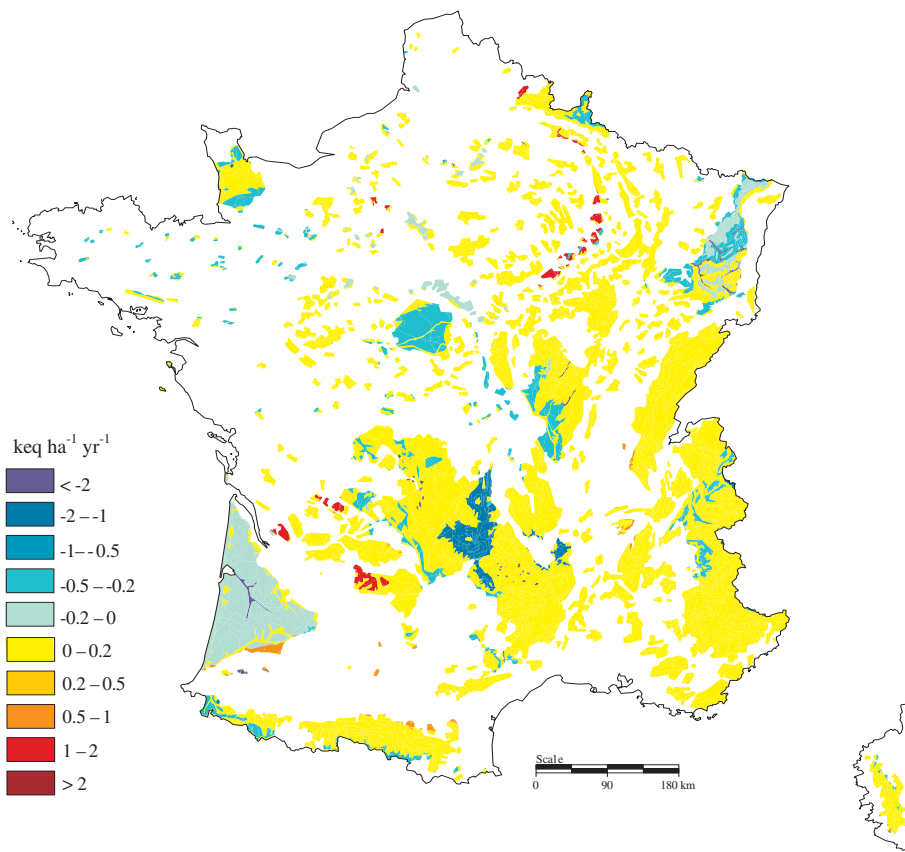 keq ha⁻¹ yr⁻¹
< -2
-2 – -1
-1 – -0.5
-0.5 – -0.2
-0.2 – 0
0 – 0.2
0.2 – 0.5
0.5 – 1
1 – 2
> 2
Scale
0 90 180 km